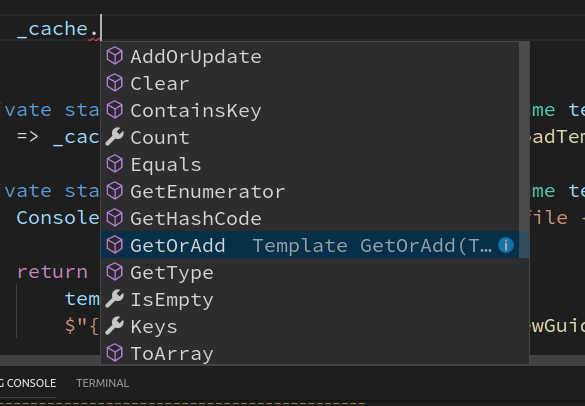 _cache.
AddOrUpdate
Clear
ContainsKey
vate sta me te
Count
=> _cac oadTem
Equals
GetEnumerator
vate sta me te
GetHashCode
Console file {
GetOrAdd Template GetOrAdd(T…
GetType
return
IsEmpty
tem
Keys
$"{ ewGuid
ToArray
G CONSOLE TERMINAL